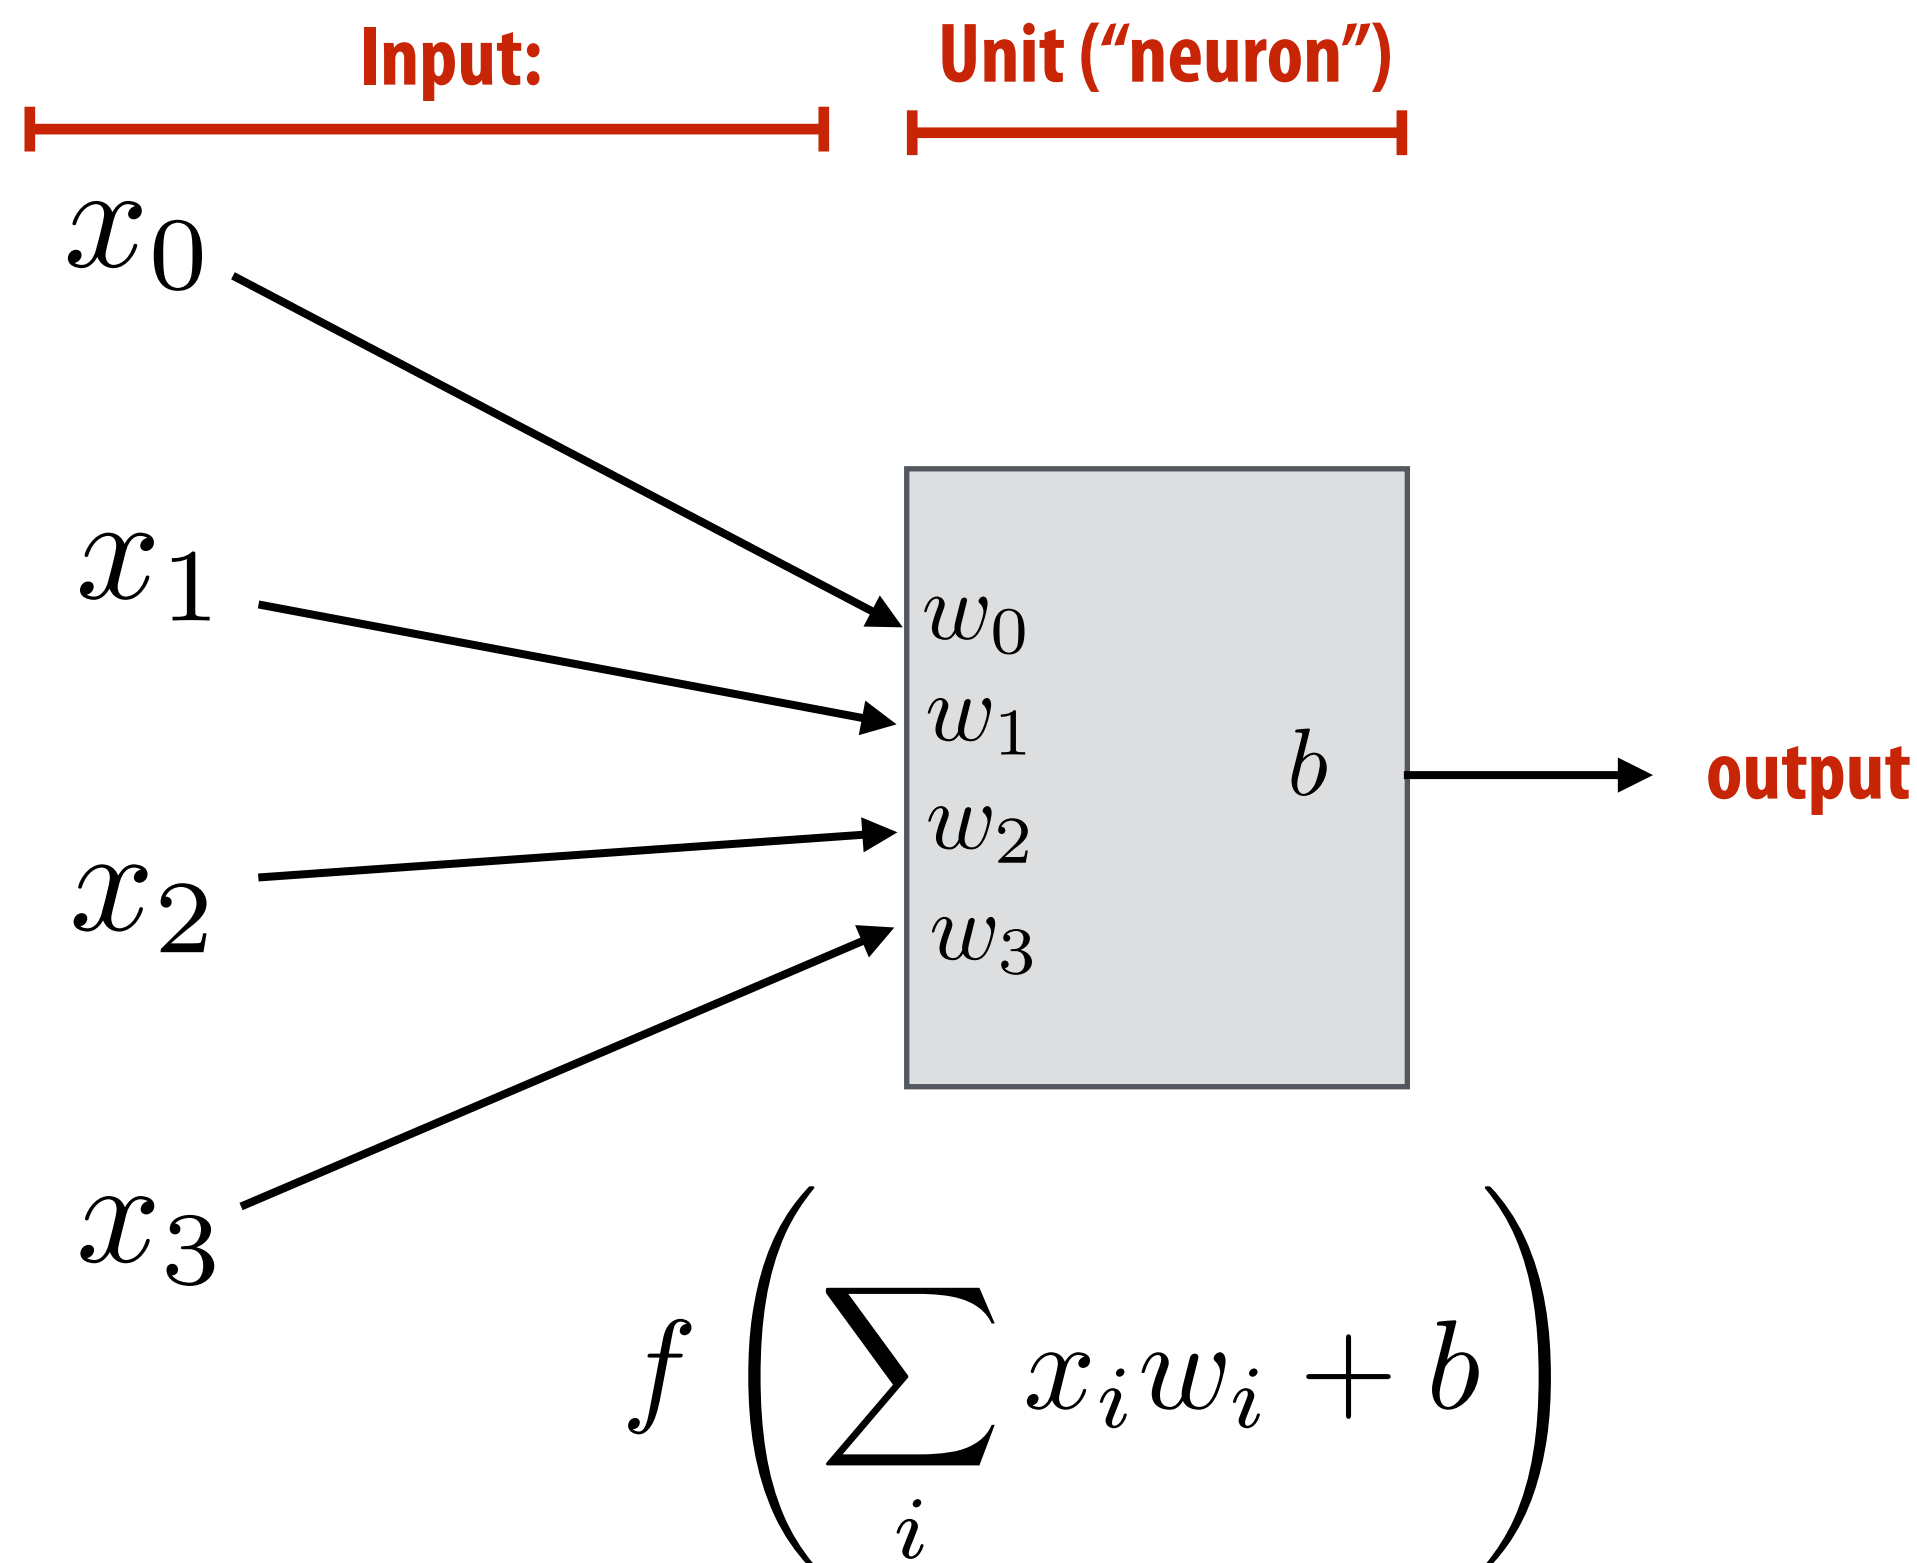 Input:
Unit (“neuron”)
x₀
x₁
x₂
x₃
w₀
w₁
w₂
w₃
b
output
f(∑ᵢ xᵢwᵢ + b)